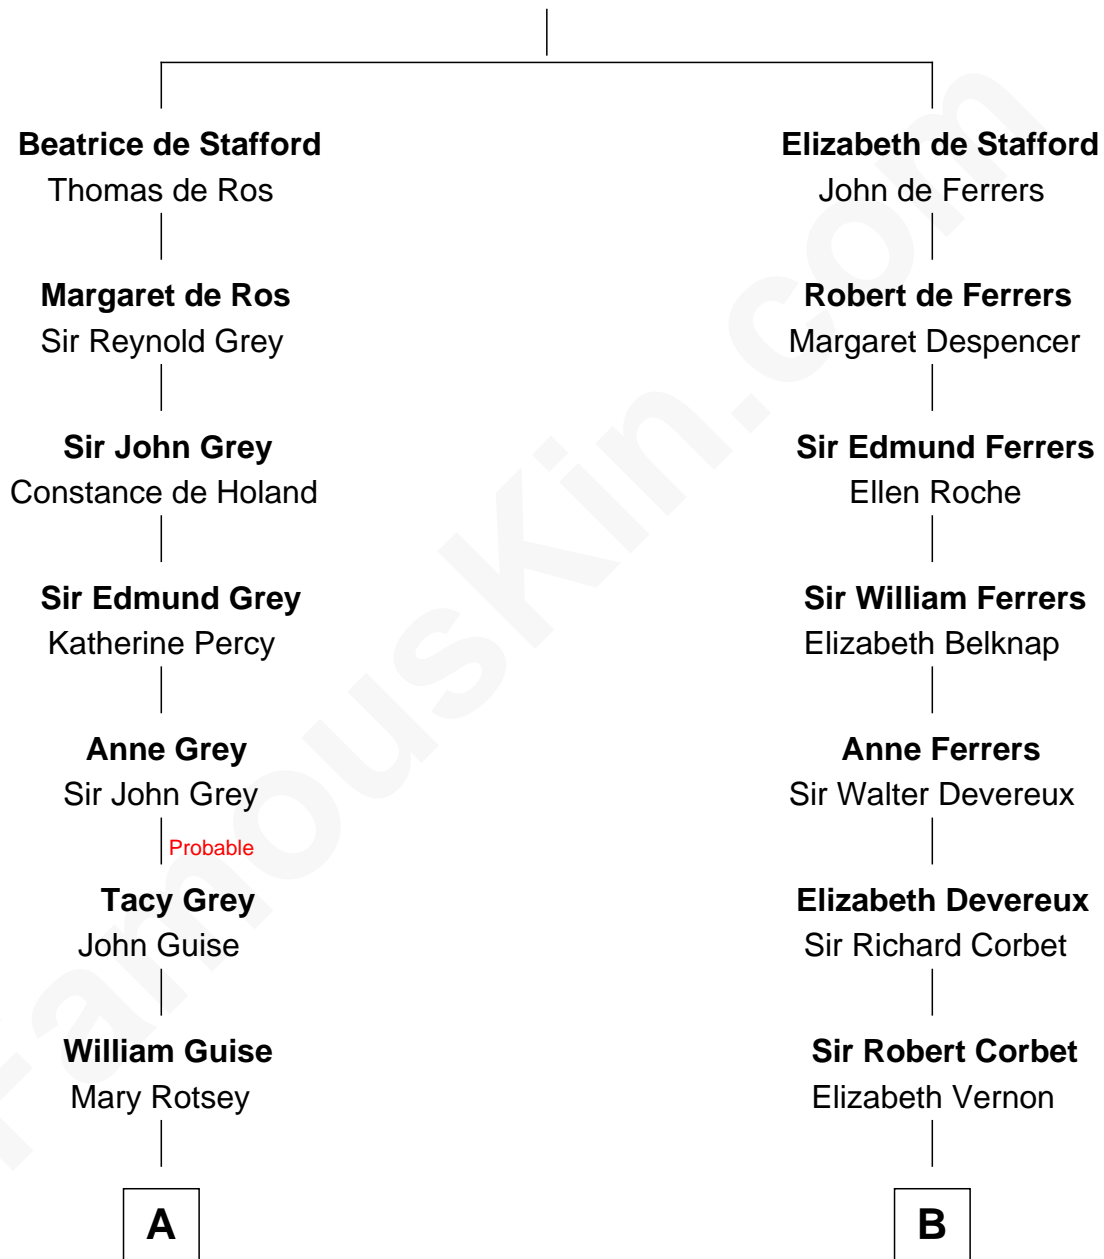 Beatrice de Stafford
Thomas de Ros
Margaret de Ros
Sir Reynold Grey
Sir John Grey
Constance de Holand
Sir Edmund Grey
Katherine Percy
Anne Grey
Sir John Grey
Probable
Tacy Grey
John Guise
William Guise
Mary Rotsey
A
Elizabeth de Stafford
John de Ferrers
Robert de Ferrers
Margaret Despencer
Sir Edmund Ferrers
Ellen Roche
Sir William Ferrers
Elizabeth Belknap
Anne Ferrers
Sir Walter Devereux
Elizabeth Devereux
Sir Richard Corbet
Sir Robert Corbet
Elizabeth Vernon
B
FamousKin.com